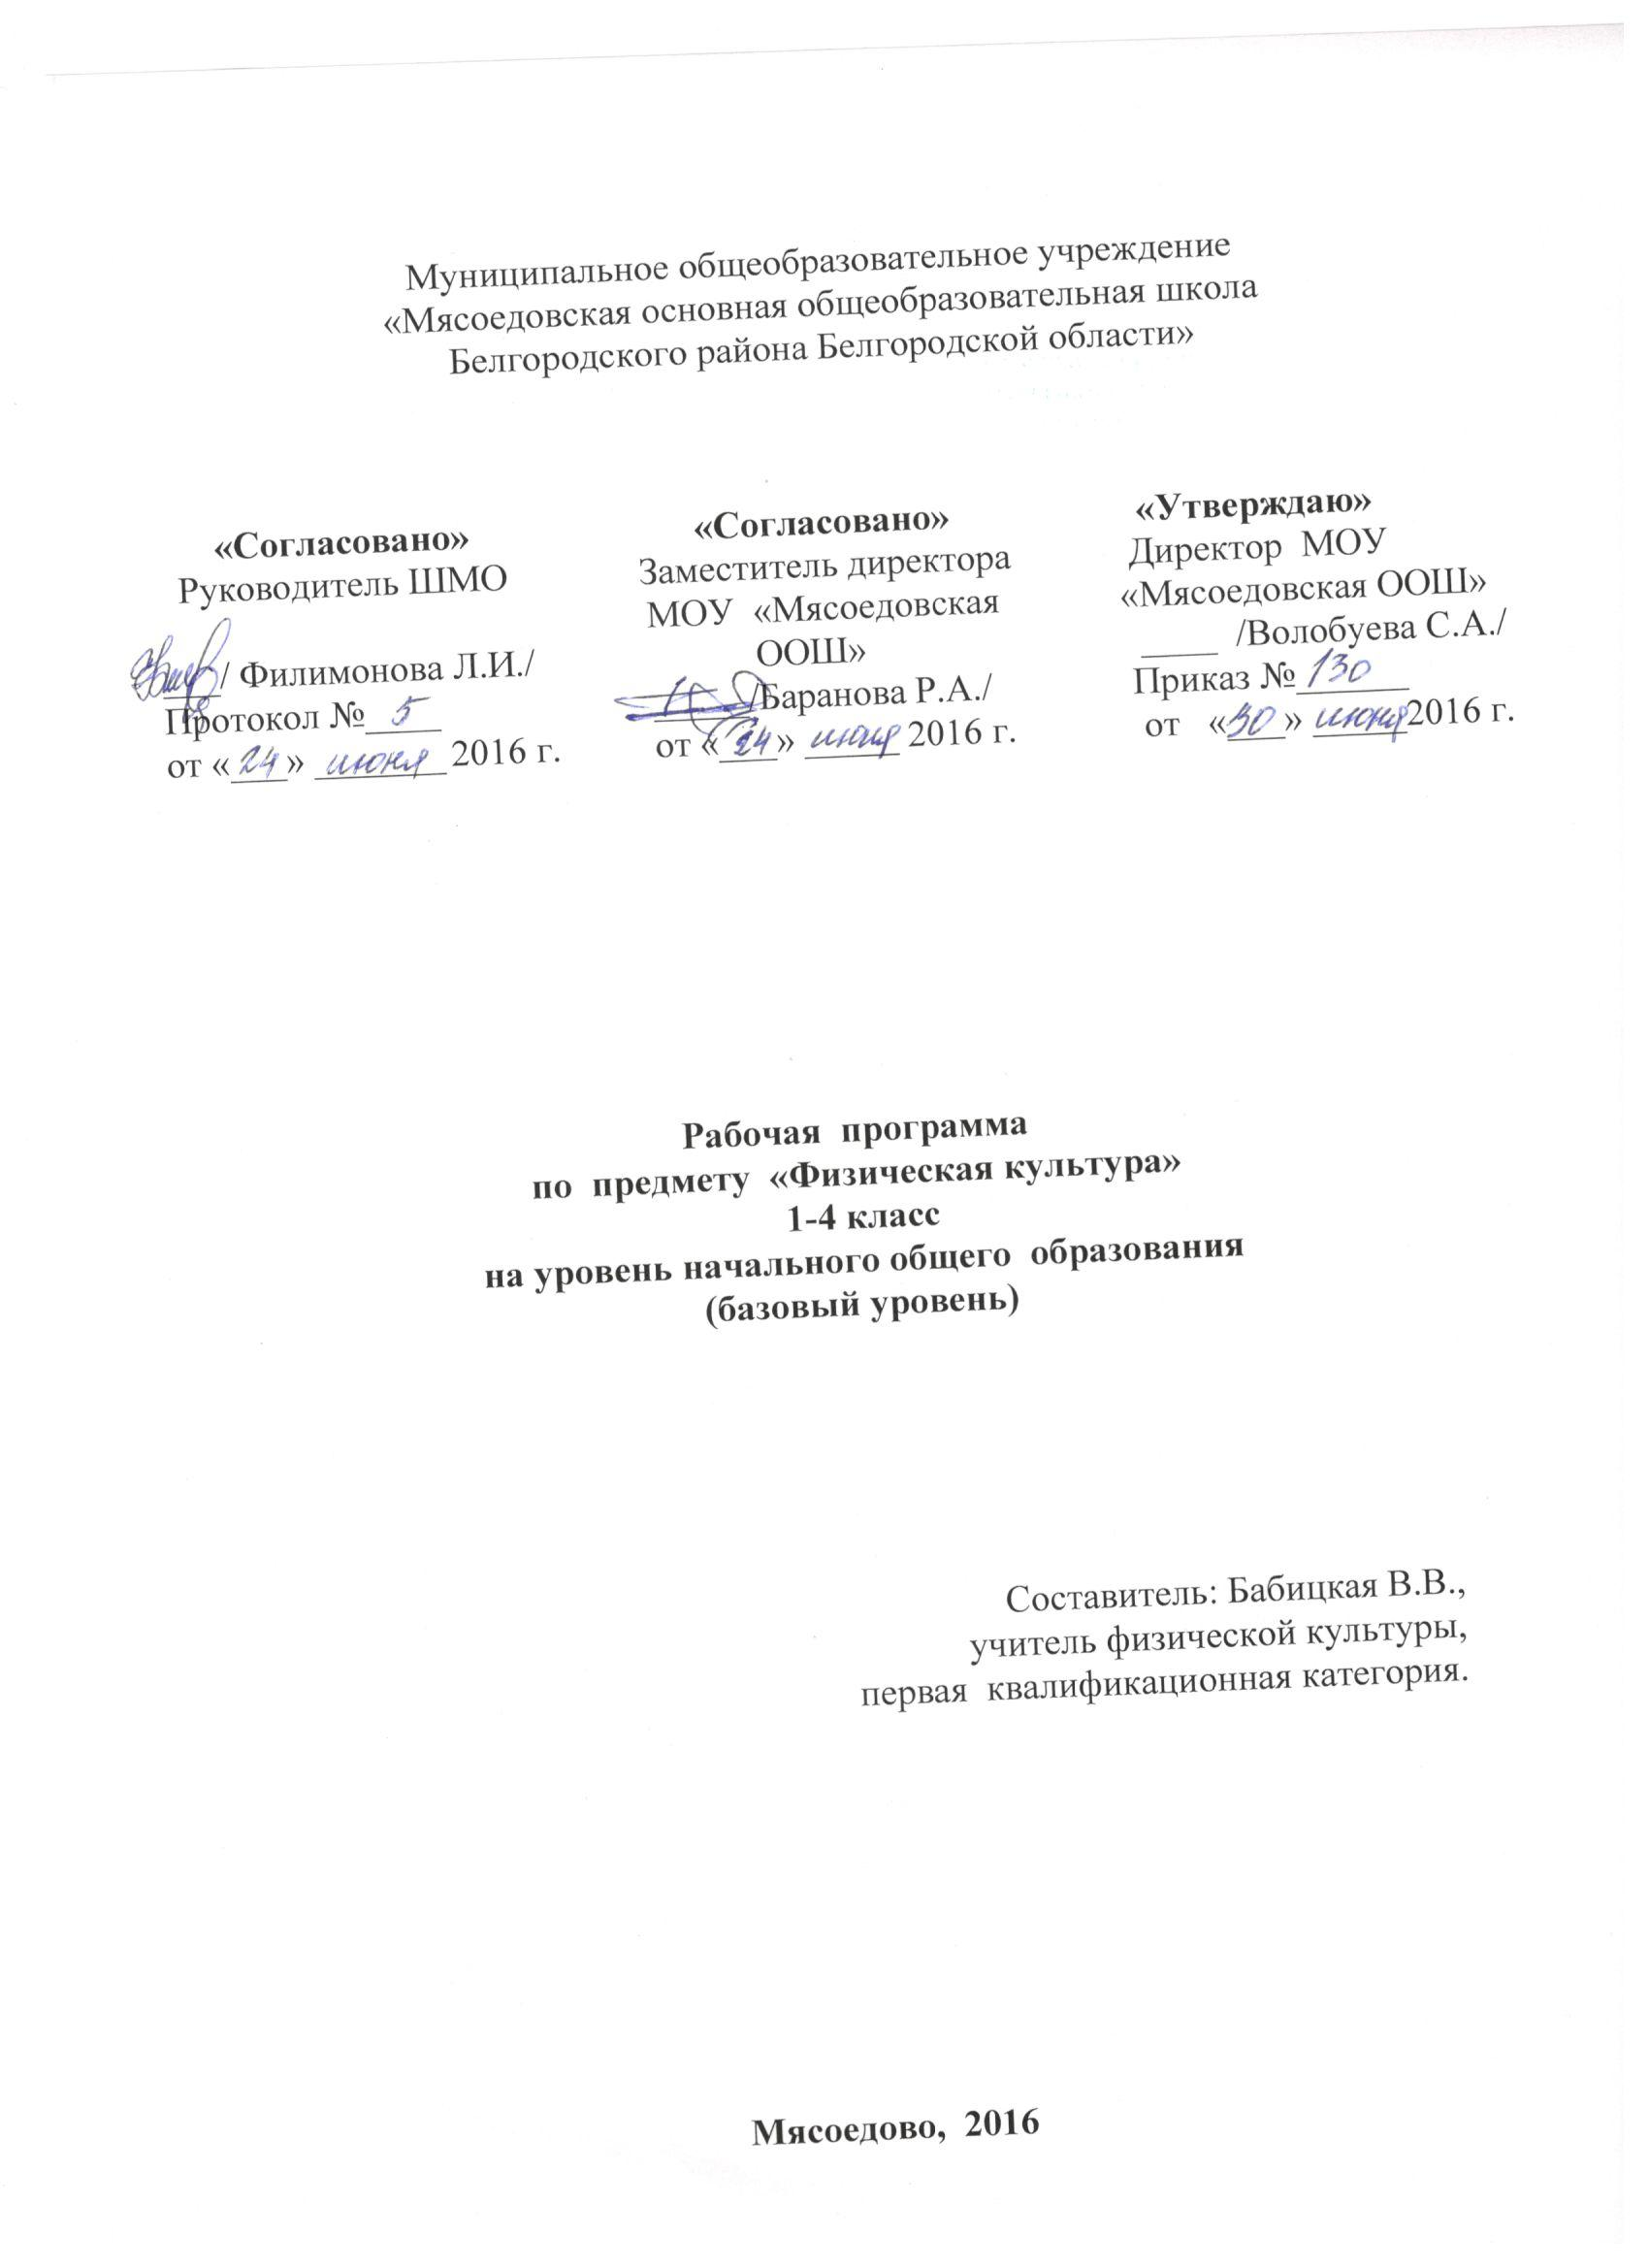 Муниципальное общеобразовательное учреждение
«Мясоедовская основная общеобразовательная школа
Белгородского района Белгородской области»
«Согласовано»
Руководитель ШМО
____/ Филимонова Л.И./
Протокол № 5
от «24» июня 2016 г.
«Согласовано»
Заместитель директора
МОУ «Мясоедовская
ООШ»
_____/Баранова Р.А./
от «24» июня 2016 г.
«Утверждаю»
Директор МОУ
«Мясоедовская ООШ»
____ /Волобуева С.А./
Приказ № 130
от «30» июня 2016 г.
Рабочая программа
по предмету «Физическая культура»
1-4 класс
на уровень начального общего образования
(базовый уровень)
Составитель: Бабицкая В.В.,
учитель физической культуры,
первая квалификационная категория.
Мясоедово, 2016